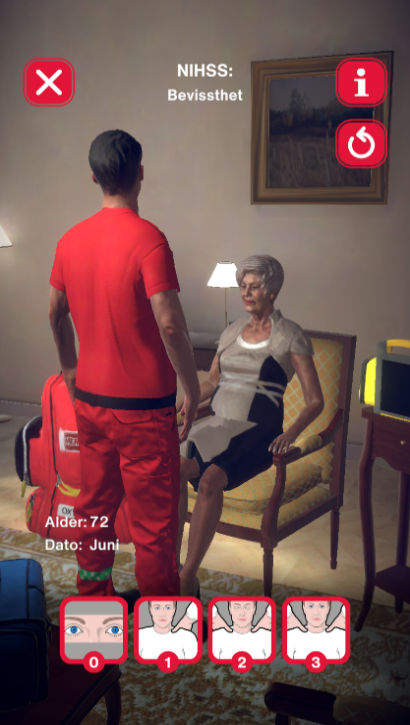 NIHSS:
Bevissthet
Alder: 72
Dato: Juni
0
1
2
3